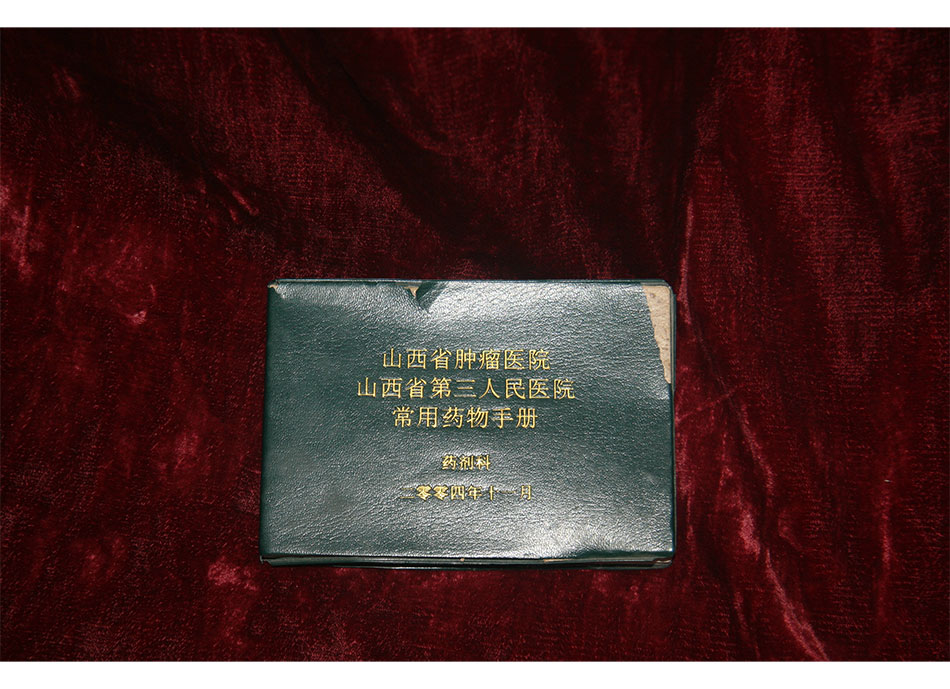 山西省肿瘤医院
山西省第三人民医院
常用药物手册
药剂科
二零零四年十一月